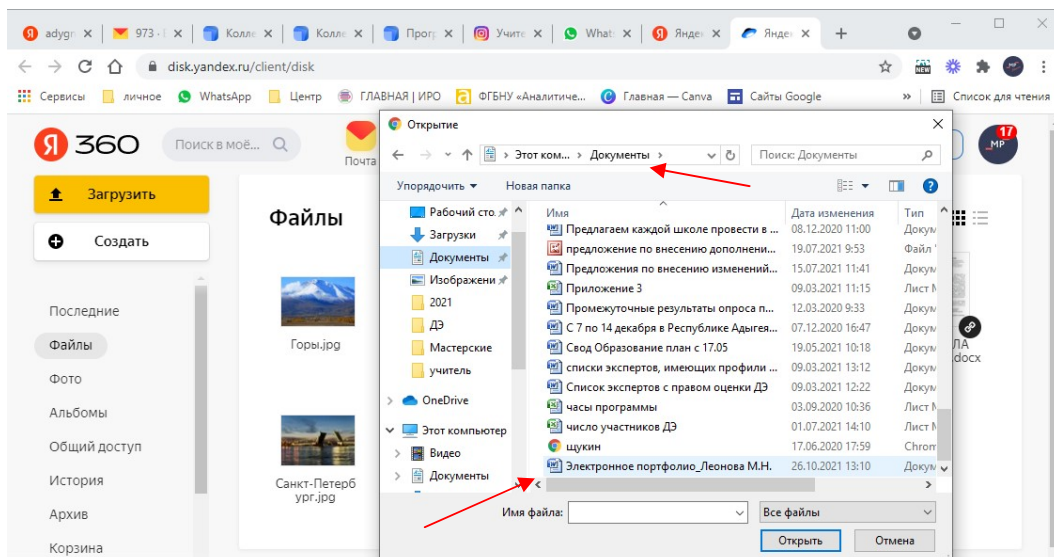 adygr 973 - Колле Колле Прогр Учите What Яндек Яндек
disk.yandex.ru/client/disk
NEW
Сервисы личное WhatsApp Центр ГЛАВНАЯ | ИРО ФГБНУ «Аналитиче... Главная — Canva Сайты Google » Список для чтения
Я 360 Поиск в моё... Почта
17
_MP
Загрузить
Создать
Последние
Файлы
Фото
Альбомы
Общий доступ
История
Архив
Корзина
Файлы
Горы.jpg
Санкт-Петерб
ург.jpg
ЛА
.docx
Открытие
Этот ком... > Документы > Поиск: Документы
Упорядочить Новая папка
Рабочий сто.
Загрузки
Документы
Изображени
2021
ДЭ
Мастерские
учитель
OneDrive
Этот компьютер
Видео
Документы
Имя Дата изменения Тип
Предлагаем каждой школе провести в ... 08.12.2020 11:00 Докум
предложение по внесению дополнени... 19.07.2021 9:53 Файл
Предложения по внесению изменений... 15.07.2021 11:41 Докум
Приложение 3 09.03.2021 11:15 Лист
Промежуточные результаты опроса п... 12.03.2020 9:33 Докум
С 7 по 14 декабря в Республике Адыгея... 07.12.2020 16:47 Докум
Свод Образование план с 17.05 19.05.2021 10:18 Докум
списки экспертов, имеющих профили ... 09.03.2021 13:12 Докум
Список экспертов с правом оценки ДЭ 09.03.2021 12:22 Докум
часы программы 03.09.2020 10:36 Лист
число участников ДЭ 01.07.2021 14:10 Лист
щукин 17.06.2020 17:59 Chrom
Электронное портфолио_Леонова М.Н. 26.10.2021 13:10 Докум
Имя файла: Все файлы
Открыть Отмена